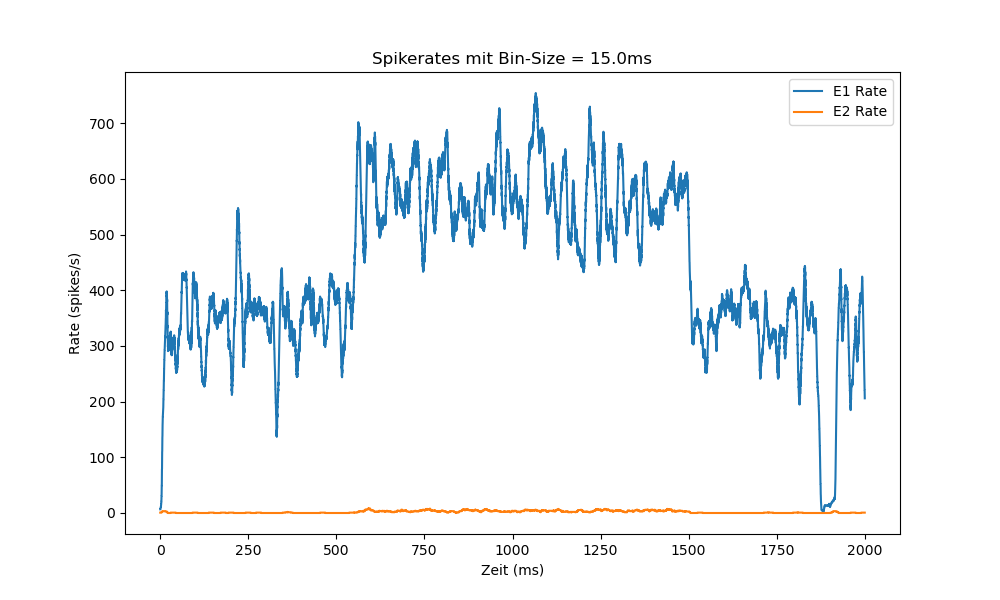 Spikerates mit Bin-Size = 15.0ms
E1 Rate
E2 Rate
700
600
500
400
300
200
100
0
Rate (spikes/s)
0 250 500 750 1000 1250 1500 1750 2000
Zeit (ms)